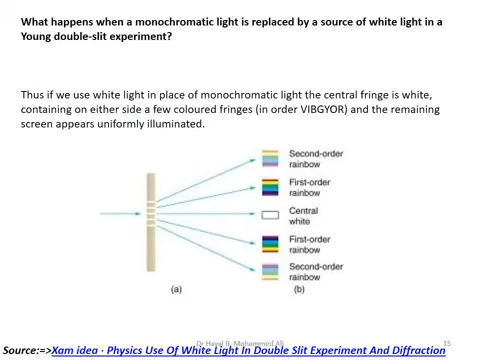 What happens when a monochromatic light is replaced by a source of white light in a
Young double-slit experiment?
Thus if we use white light in place of monochromatic light the central fringe is white,
containing on either side a few coloured fringes (in order VIBGYOR) and the remaining
screen appears uniformly illuminated.
Second-order
rainbow
First-order
rainbow
Central
white
First-order
rainbow
Second-order
rainbow
(a)
(b)
Dr Hayal B. Mohammed Ali
15
Source:=>Xam idea · Physics Use Of White Light In Double Slit Experiment And Diffraction